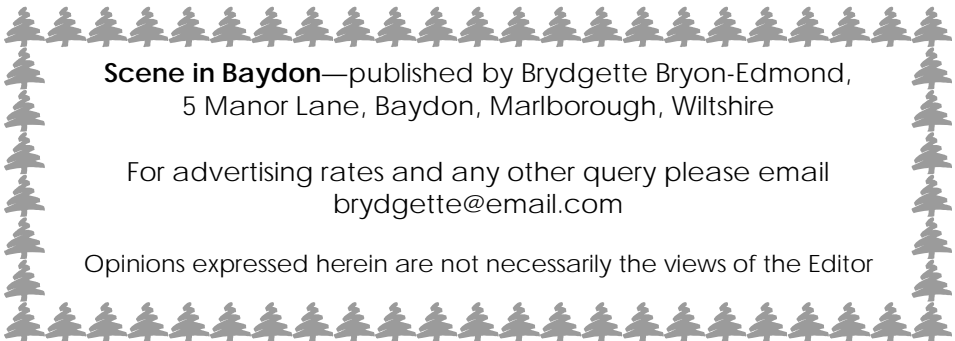 Scene in Baydon—published by Brydgette Bryon-Edmond,
5 Manor Lane, Baydon, Marlborough, Wiltshire
For advertising rates and any other query please email
brydgette@email.com
Opinions expressed herein are not necessarily the views of the Editor